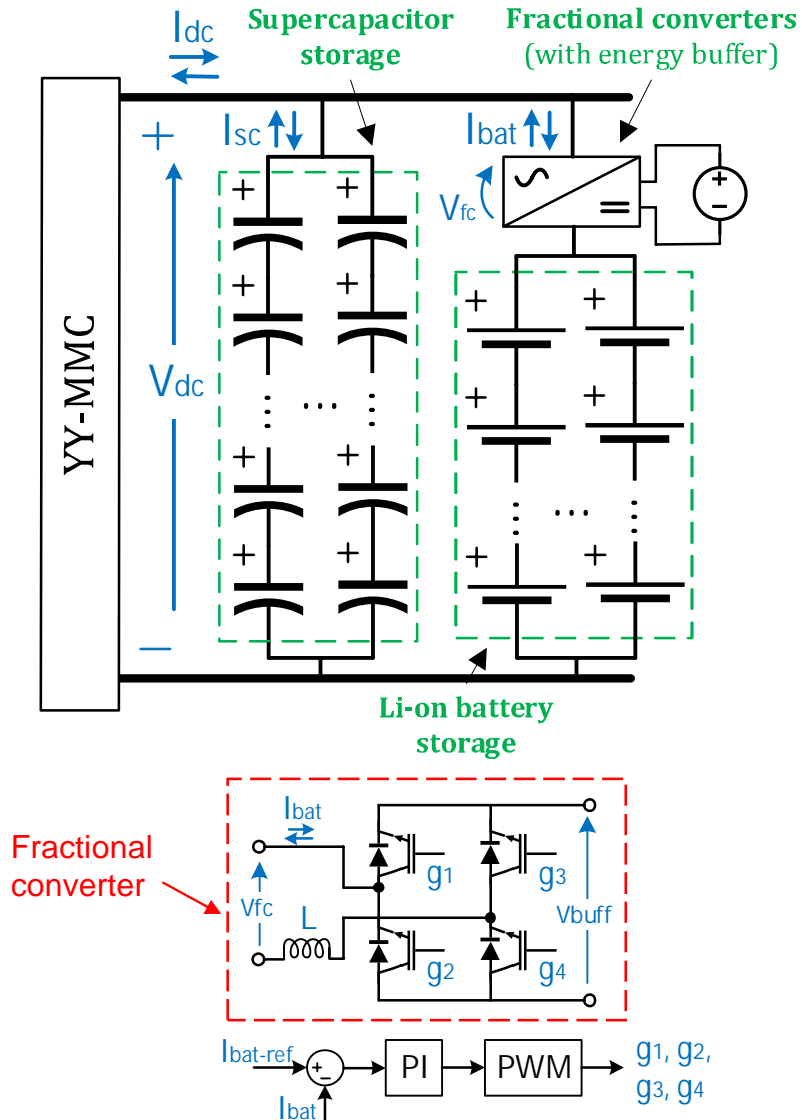 Idc
Supercapacitor
storage
Fractional converters
(with energy buffer)
+
Isc
Ibat
+
+
Vfc
+
−
+
+
+
+
YY-MMC
Vdc
+
+
+
+
+
+
+
+
−
Li-on battery
storage
Fractional
converter
Ibat
g1
g3
Vfc
L
Vbuff
g2
g4
Ibat-ref
+
−
PI
PWM
g1, g2,
g3, g4
Ibat